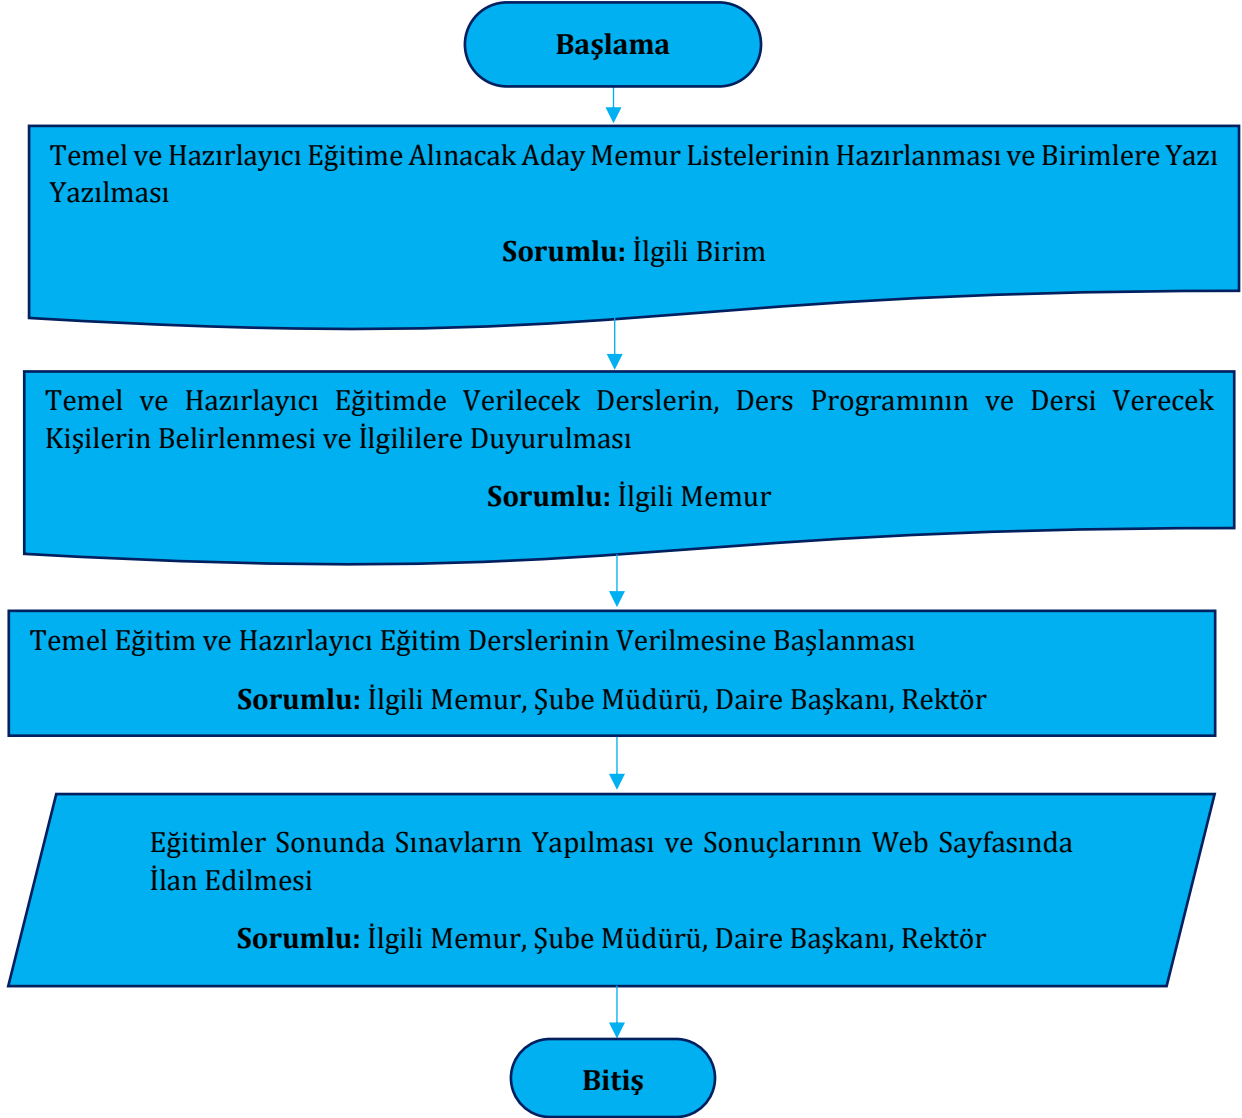 Başlama
Temel ve Hazırlayıcı Eğitime Alınacak Aday Memur Listelerinin Hazırlanması ve Birimlere Yazı
Yazılması
Sorumlu: İlgili Birim
Temel ve Hazırlayıcı Eğitimde Verilecek Derslerin, Ders Programının ve Dersi Verecek
Kişilerin Belirlenmesi ve İlgililere Duyurulması
Sorumlu: İlgili Memur
Temel Eğitim ve Hazırlayıcı Eğitim Derslerinin Verilmesine Başlanması
Sorumlu: İlgili Memur, Şube Müdürü, Daire Başkanı, Rektör
Eğitimler Sonunda Sınavların Yapılması ve Sonuçlarının Web Sayfasında
İlan Edilmesi
Sorumlu: İlgili Memur, Şube Müdürü, Daire Başkanı, Rektör
Bitiş